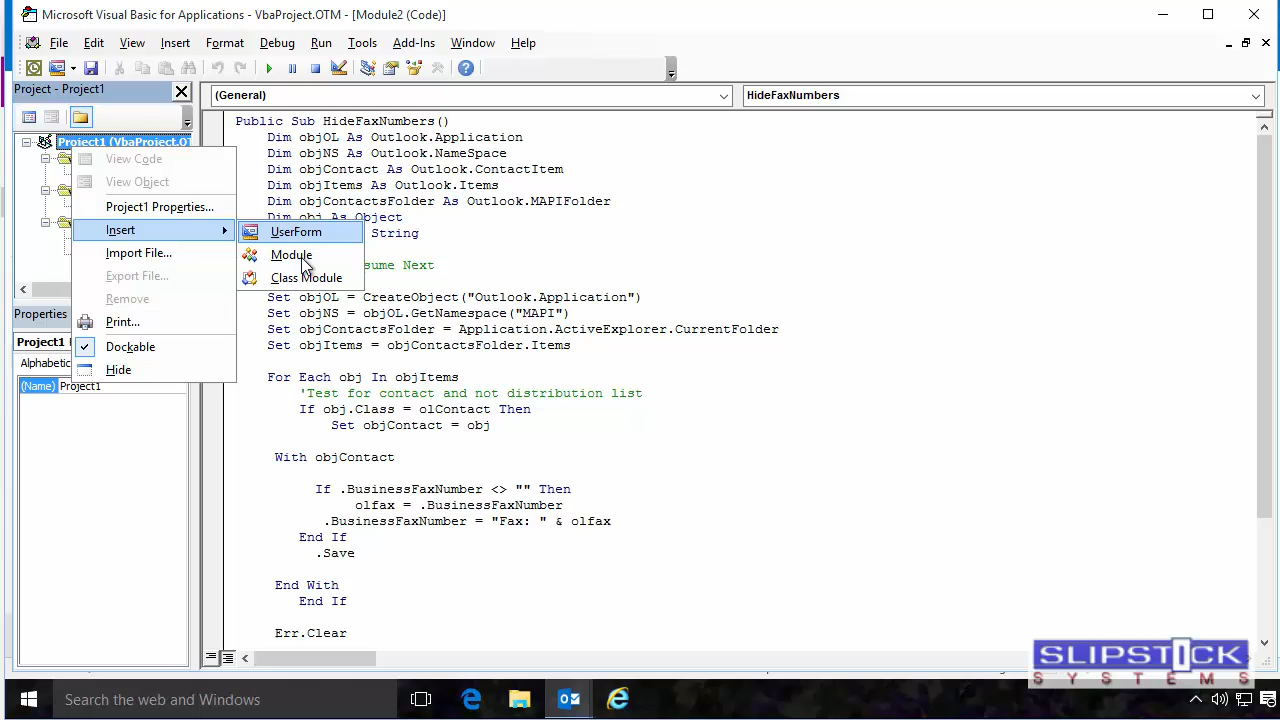 Microsoft Visual Basic for Applications - VbaProject.OTM - [Module2 (Code)]
File Edit View Insert Format Debug Run Tools Add-Ins Window Help
Project - Project1
(General)
HideFaxNumbers
Project1 (VbaProject.O
View Code
View Object
Project1 Properties...
Insert
Import File...
Export File...
Remove
Print...
Dockable
Hide
UserForm
Module
Class Module
Properties
Project1
Alphabetic
(Name) Project1
Public Sub HideFaxNumbers()
Dim objOL As Outlook.Application
Dim objNS As Outlook.NameSpace
Dim objContact As Outlook.ContactItem
Dim objItems As Outlook.Items
Dim objContactsFolder As Outlook.MAPIFolder
Dim obj As Object
String
sume Next
Set objOL = CreateObject("Outlook.Application")
Set objNS = objOL.GetNamespace("MAPI")
Set objContactsFolder = Application.ActiveExplorer.CurrentFolder
Set objItems = objContactsFolder.Items
For Each obj In objItems
'Test for contact and not distribution list
If obj.Class = olContact Then
Set objContact = obj
With objContact
If .BusinessFaxNumber <> "" Then
olfax = .BusinessFaxNumber
.BusinessFaxNumber = "Fax: " & olfax
End If
.Save
End With
End If
Err.Clear
SLIPSTICK
SYSTEMS
Search the web and Windows